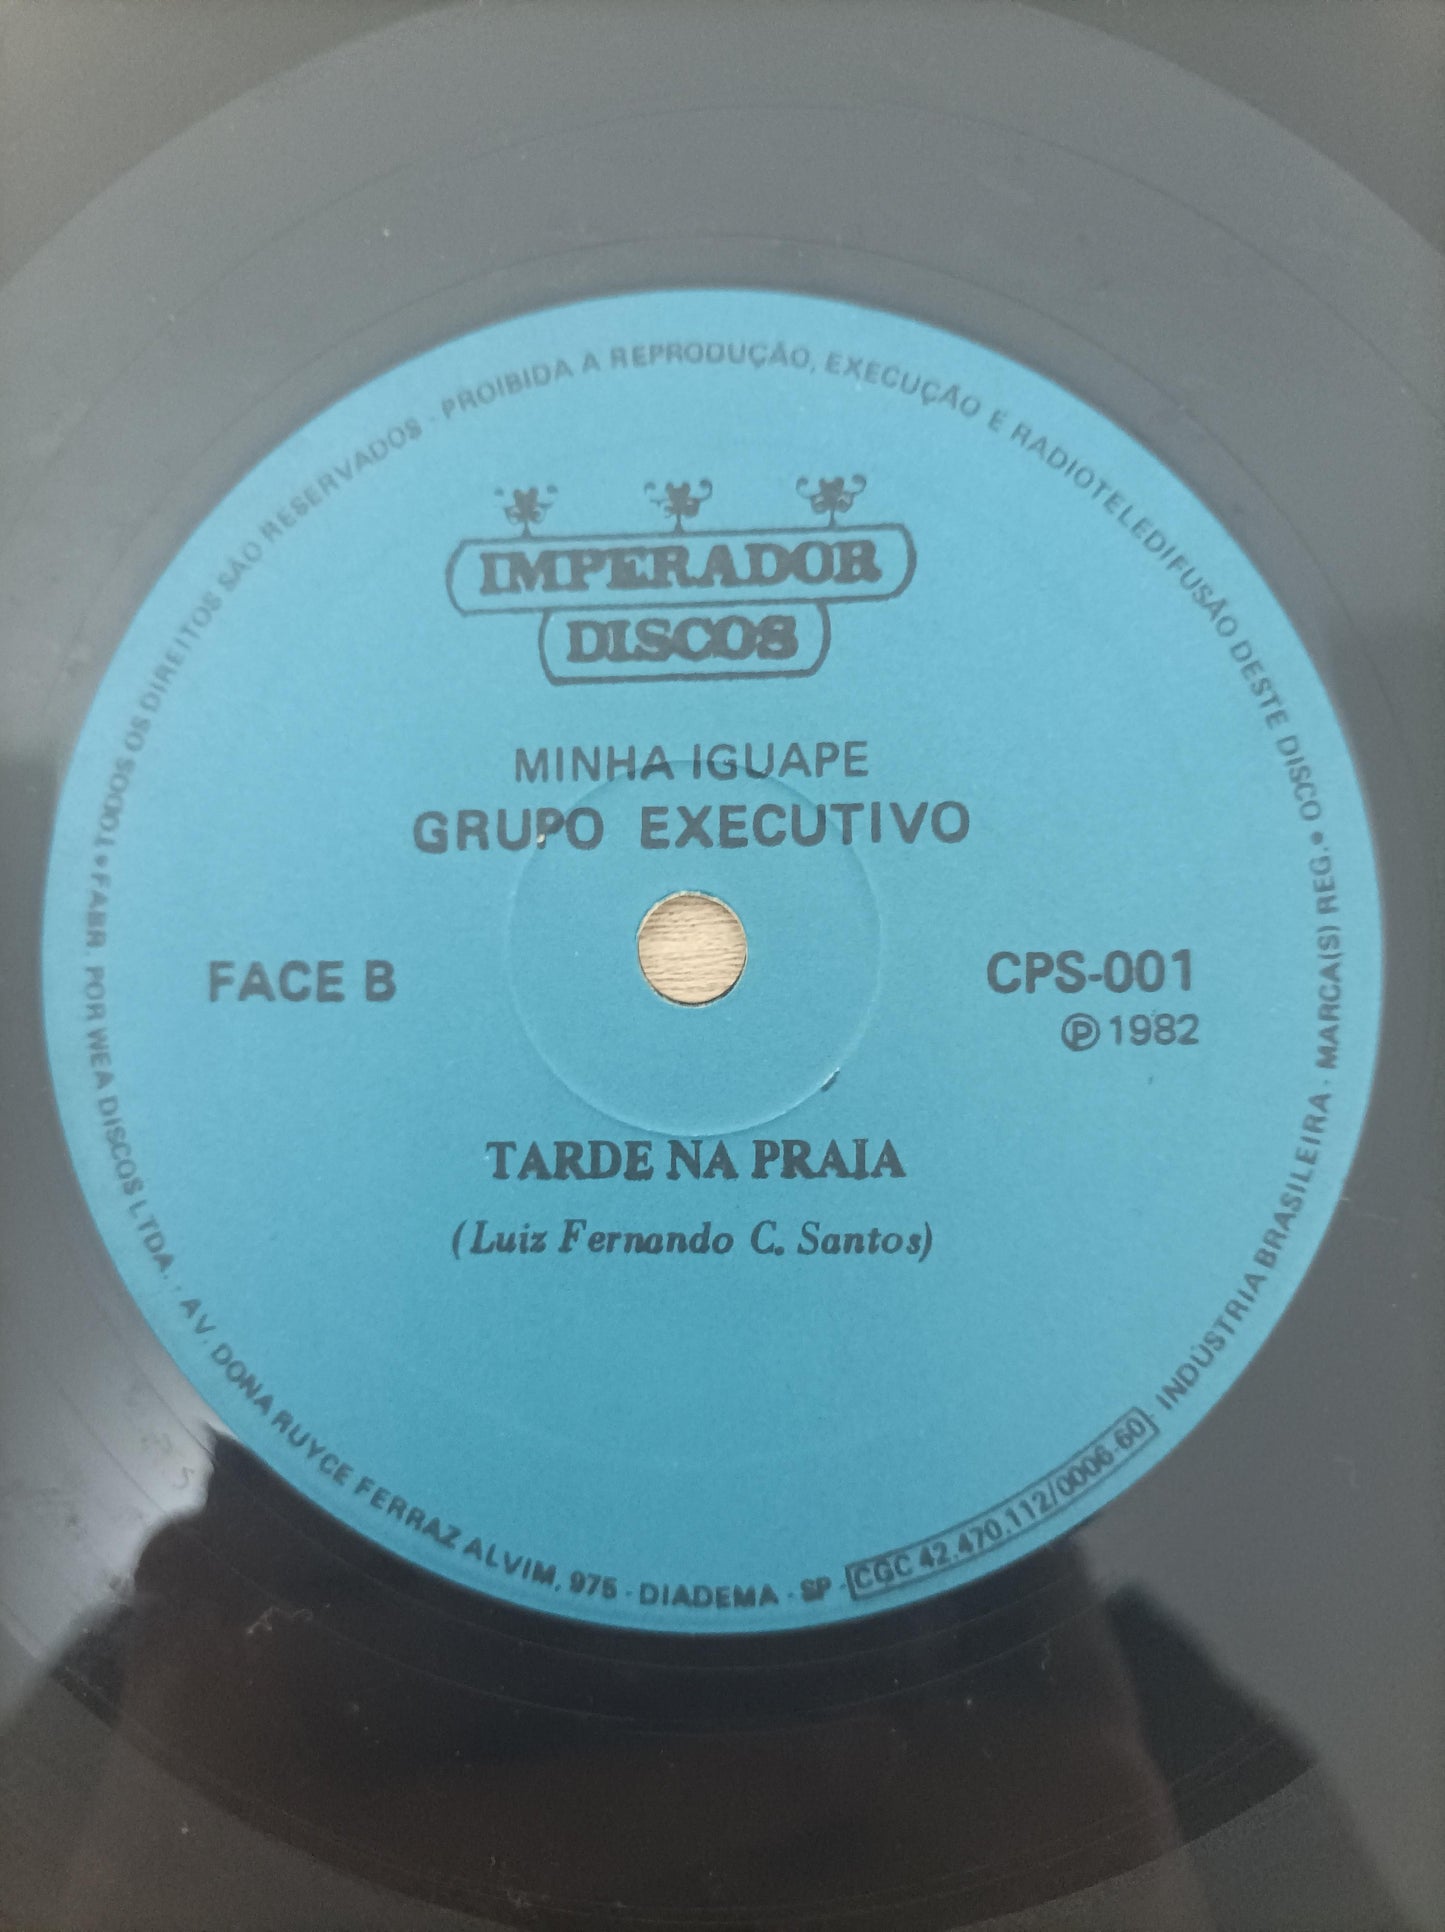 TODOS OS DIREITOS SÃO RESERVADOS - PROIBIDA A REPRODUÇÃO, EXECUÇÃO E RADIOTELEDIFUSÃO DESTE DISCO •
IMPERADOR
DISCOS
MINHA IGUAPE
GRUPO EXECUTIVO
FACE B
CPS-001
℗ 1982
TARDE NA PRAIA
(Luiz Fernando C. Santos)
• FABR. POR WEA DISCOS LTDA. - AV. DONA RUYCE FERRAZ ALVIM, 975 - DIADEMA - SP - CGC 42.470.112/0006-60 - INDÚSTRIA BRASILEIRA - MARCA(S) REG.